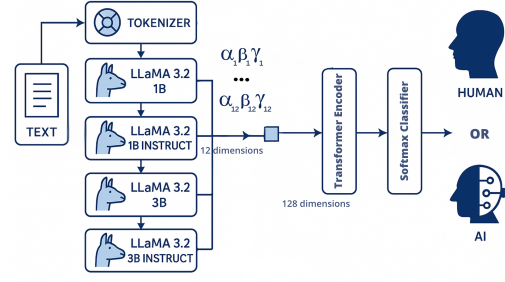 TOKENIZER
TEXT
LLaMA 3.2
1B
LLaMA 3.2
1B INSTRUCT
LLaMA 3.2
3B
LLaMA 3.2
3B INSTRUCT
α₁β₁γ₁
...
α₁₂β₁₂γ₁₂
12 dimensions
128 dimensions
Transformer Encoder
Softmax Classifier
HUMAN
OR
AI